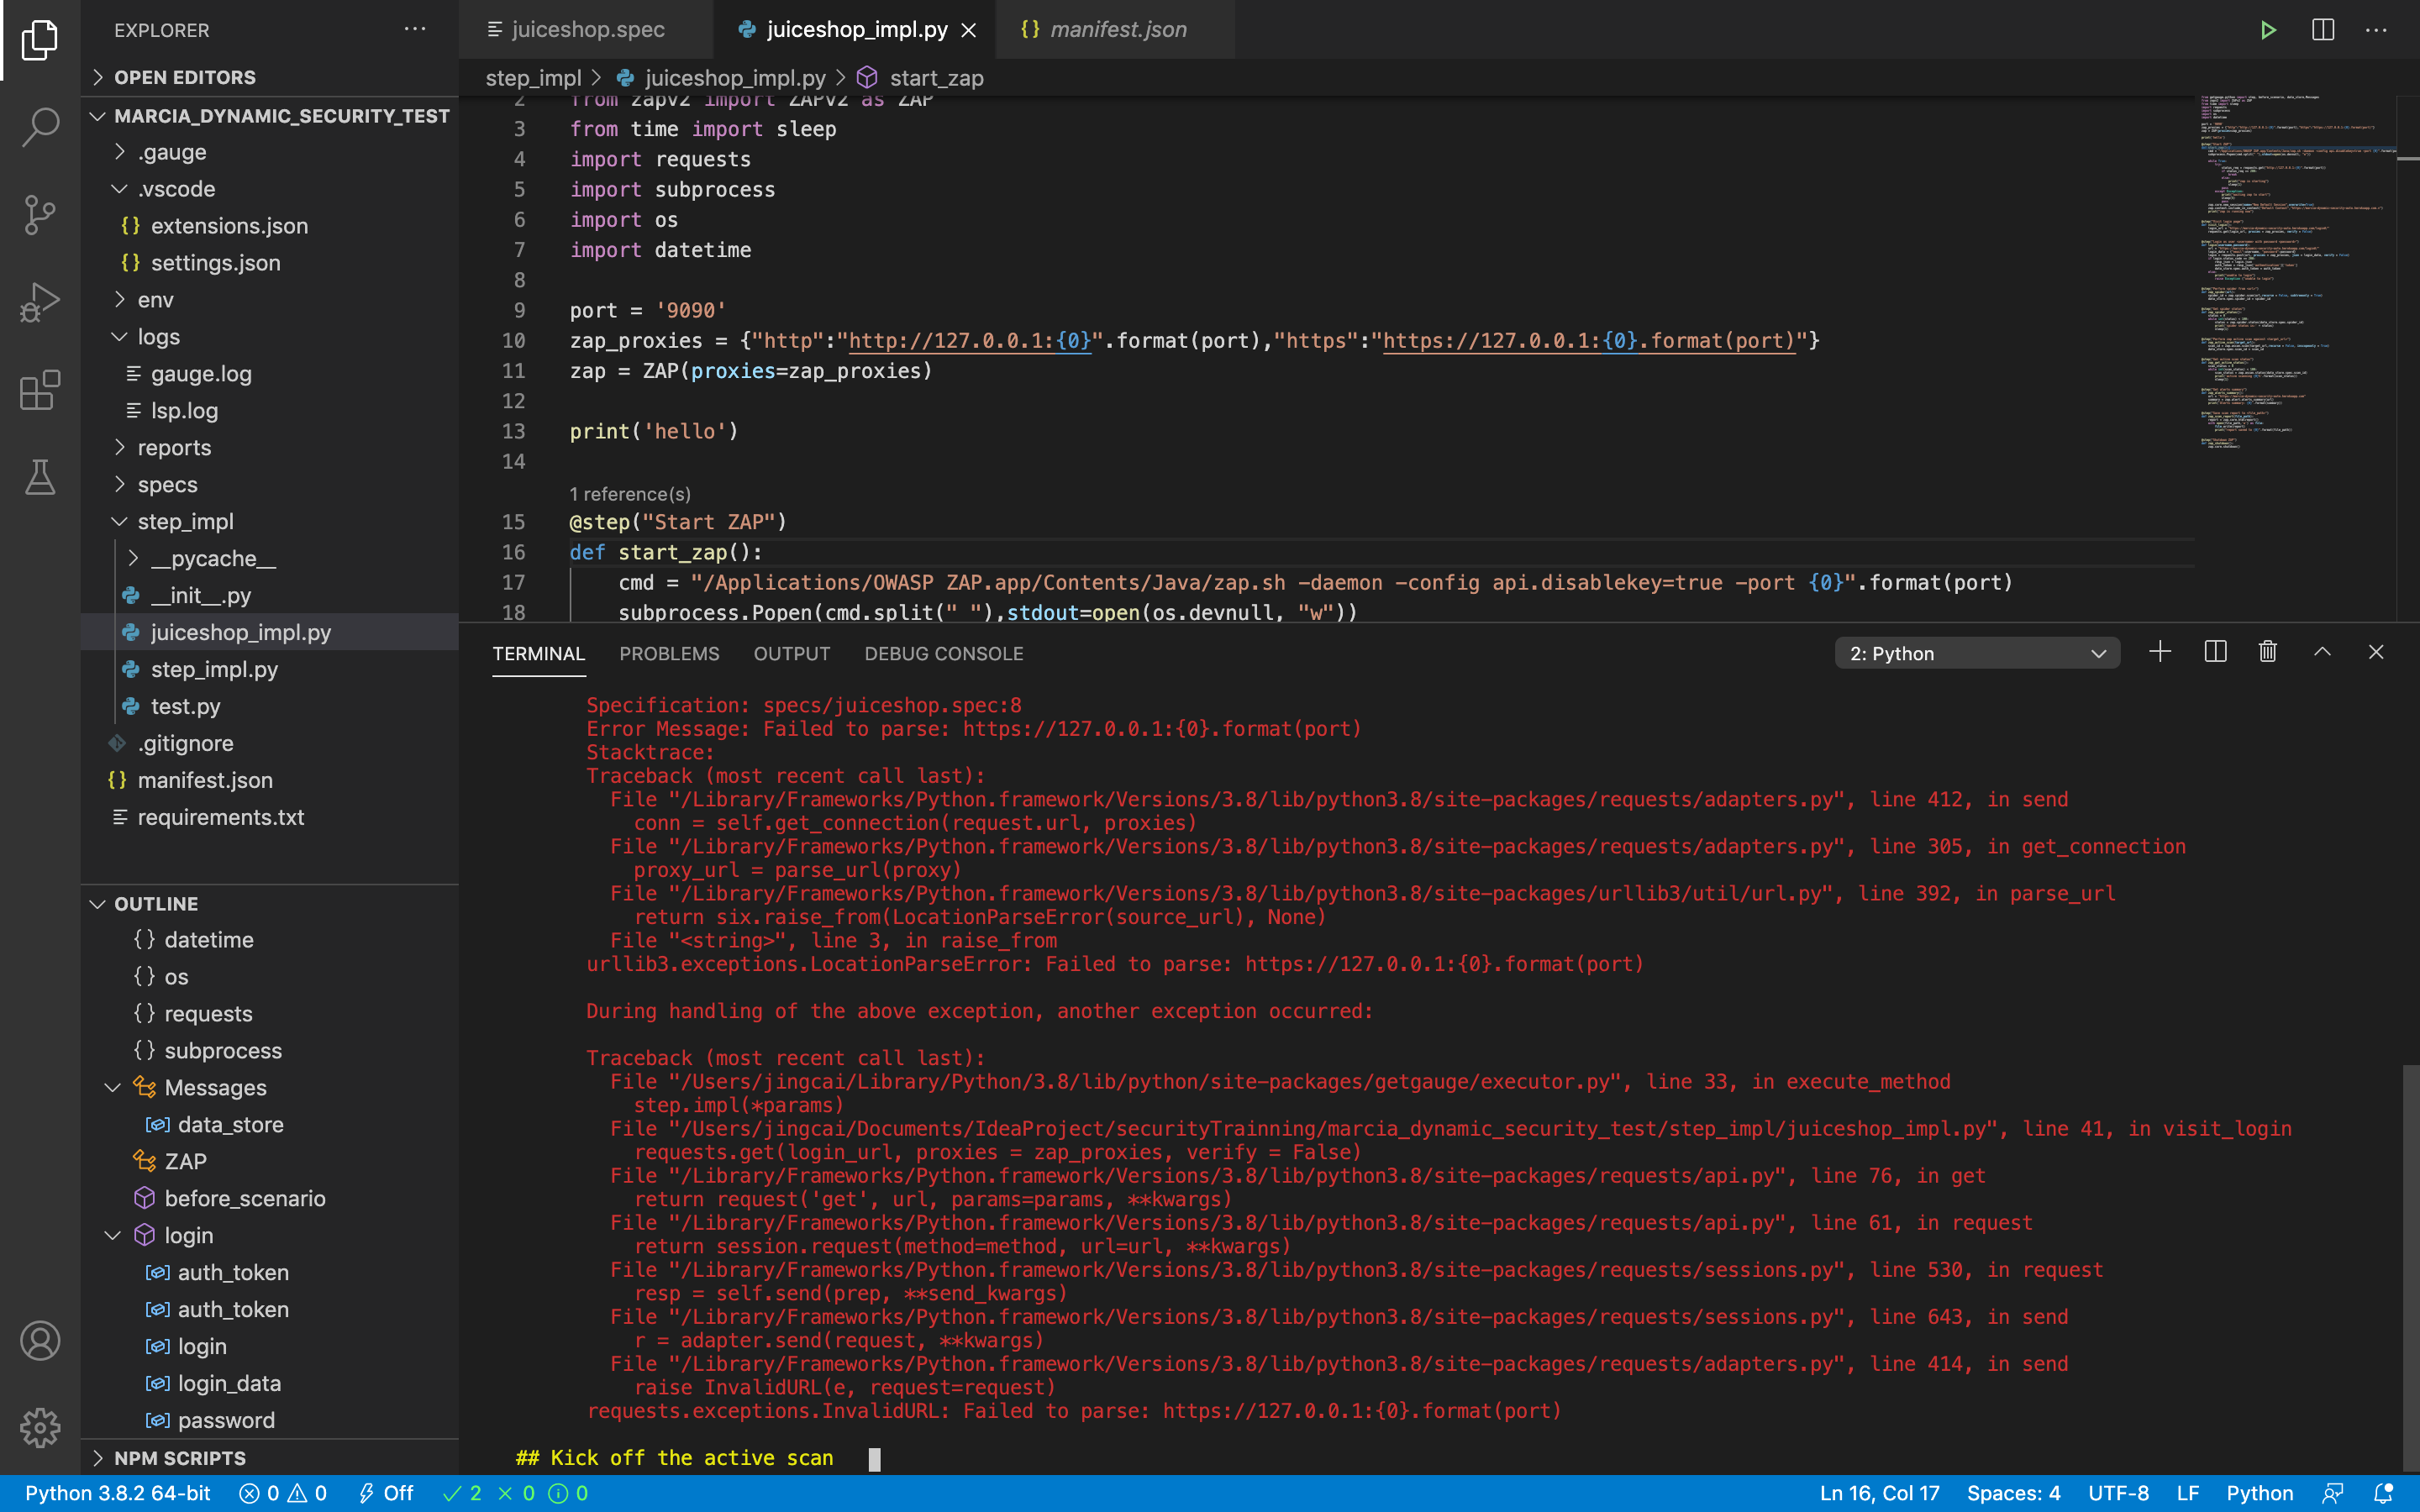 EXPLORER
juiceshop.spec
juiceshop_impl.py
{} manifest.json
OPEN EDITORS
step_impl > juiceshop_impl.py > start_zap
MARCIA_DYNAMIC_SECURITY_TEST
.gauge
.vscode
{} extensions.json
{} settings.json
env
logs
gauge.log
lsp.log
reports
specs
step_impl
__pycache__
__init__.py
juiceshop_impl.py
step_impl.py
test.py
.gitignore
{} manifest.json
requirements.txt
OUTLINE
{} datetime
{} os
{} requests
{} subprocess
Messages
data_store
ZAP
before_scenario
login
auth_token
auth_token
login
login_data
password
NPM SCRIPTS
2 from zapv2 import ZAPv2 as ZAP
3 from time import sleep
4 import requests
5 import subprocess
6 import os
7 import datetime
8
9 port = '9090'
10 zap_proxies = {"http":"http://127.0.0.1:{0}".format(port),"https":"https://127.0.0.1:{0}.format(port)"}
11 zap = ZAP(proxies=zap_proxies)
12
13 print('hello')
14
1 reference(s)
15 @step("Start ZAP")
16 def start_zap():
17 cmd = "/Applications/OWASP ZAP.app/Contents/Java/zap.sh -daemon -config api.disablekey=true -port {0}".format(port)
18 subprocess.Popen(cmd.split(" "),stdout=open(os.devnull, "w"))
TERMINAL PROBLEMS OUTPUT DEBUG CONSOLE
2: Python
Specification: specs/juiceshop.spec:8
Error Message: Failed to parse: https://127.0.0.1:{0}.format(port)
Stacktrace:
Traceback (most recent call last):
File "/Library/Frameworks/Python.framework/Versions/3.8/lib/python3.8/site-packages/requests/adapters.py", line 412, in send
conn = self.get_connection(request.url, proxies)
File "/Library/Frameworks/Python.framework/Versions/3.8/lib/python3.8/site-packages/requests/adapters.py", line 305, in get_connection
proxy_url = parse_url(proxy)
File "/Library/Frameworks/Python.framework/Versions/3.8/lib/python3.8/site-packages/urllib3/util/url.py", line 392, in parse_url
return six.raise_from(LocationParseError(source_url), None)
File "<string>", line 3, in raise_from
urllib3.exceptions.LocationParseError: Failed to parse: https://127.0.0.1:{0}.format(port)
During handling of the above exception, another exception occurred:
Traceback (most recent call last):
File "/Users/jingcai/Library/Python/3.8/lib/python/site-packages/getgauge/executor.py", line 33, in execute_method
step.impl(*params)
File "/Users/jingcai/Documents/IdeaProject/securityTrainning/marcia_dynamic_security_test/step_impl/juiceshop_impl.py", line 41, in visit_login
requests.get(login_url, proxies = zap_proxies, verify = False)
File "/Library/Frameworks/Python.framework/Versions/3.8/lib/python3.8/site-packages/requests/api.py", line 76, in get
return request('get', url, params=params, **kwargs)
File "/Library/Frameworks/Python.framework/Versions/3.8/lib/python3.8/site-packages/requests/api.py", line 61, in request
return session.request(method=method, url=url, **kwargs)
File "/Library/Frameworks/Python.framework/Versions/3.8/lib/python3.8/site-packages/requests/sessions.py", line 530, in request
resp = self.send(prep, **send_kwargs)
File "/Library/Frameworks/Python.framework/Versions/3.8/lib/python3.8/site-packages/requests/sessions.py", line 643, in send
r = adapter.send(request, **kwargs)
File "/Library/Frameworks/Python.framework/Versions/3.8/lib/python3.8/site-packages/requests/adapters.py", line 414, in send
raise InvalidURL(e, request=request)
requests.exceptions.InvalidURL: Failed to parse: https://127.0.0.1:{0}.format(port)
## Kick off the active scan
Python 3.8.2 64-bit 0 0 Off 2 0 0 Ln 16, Col 17 Spaces: 4 UTF-8 LF Python